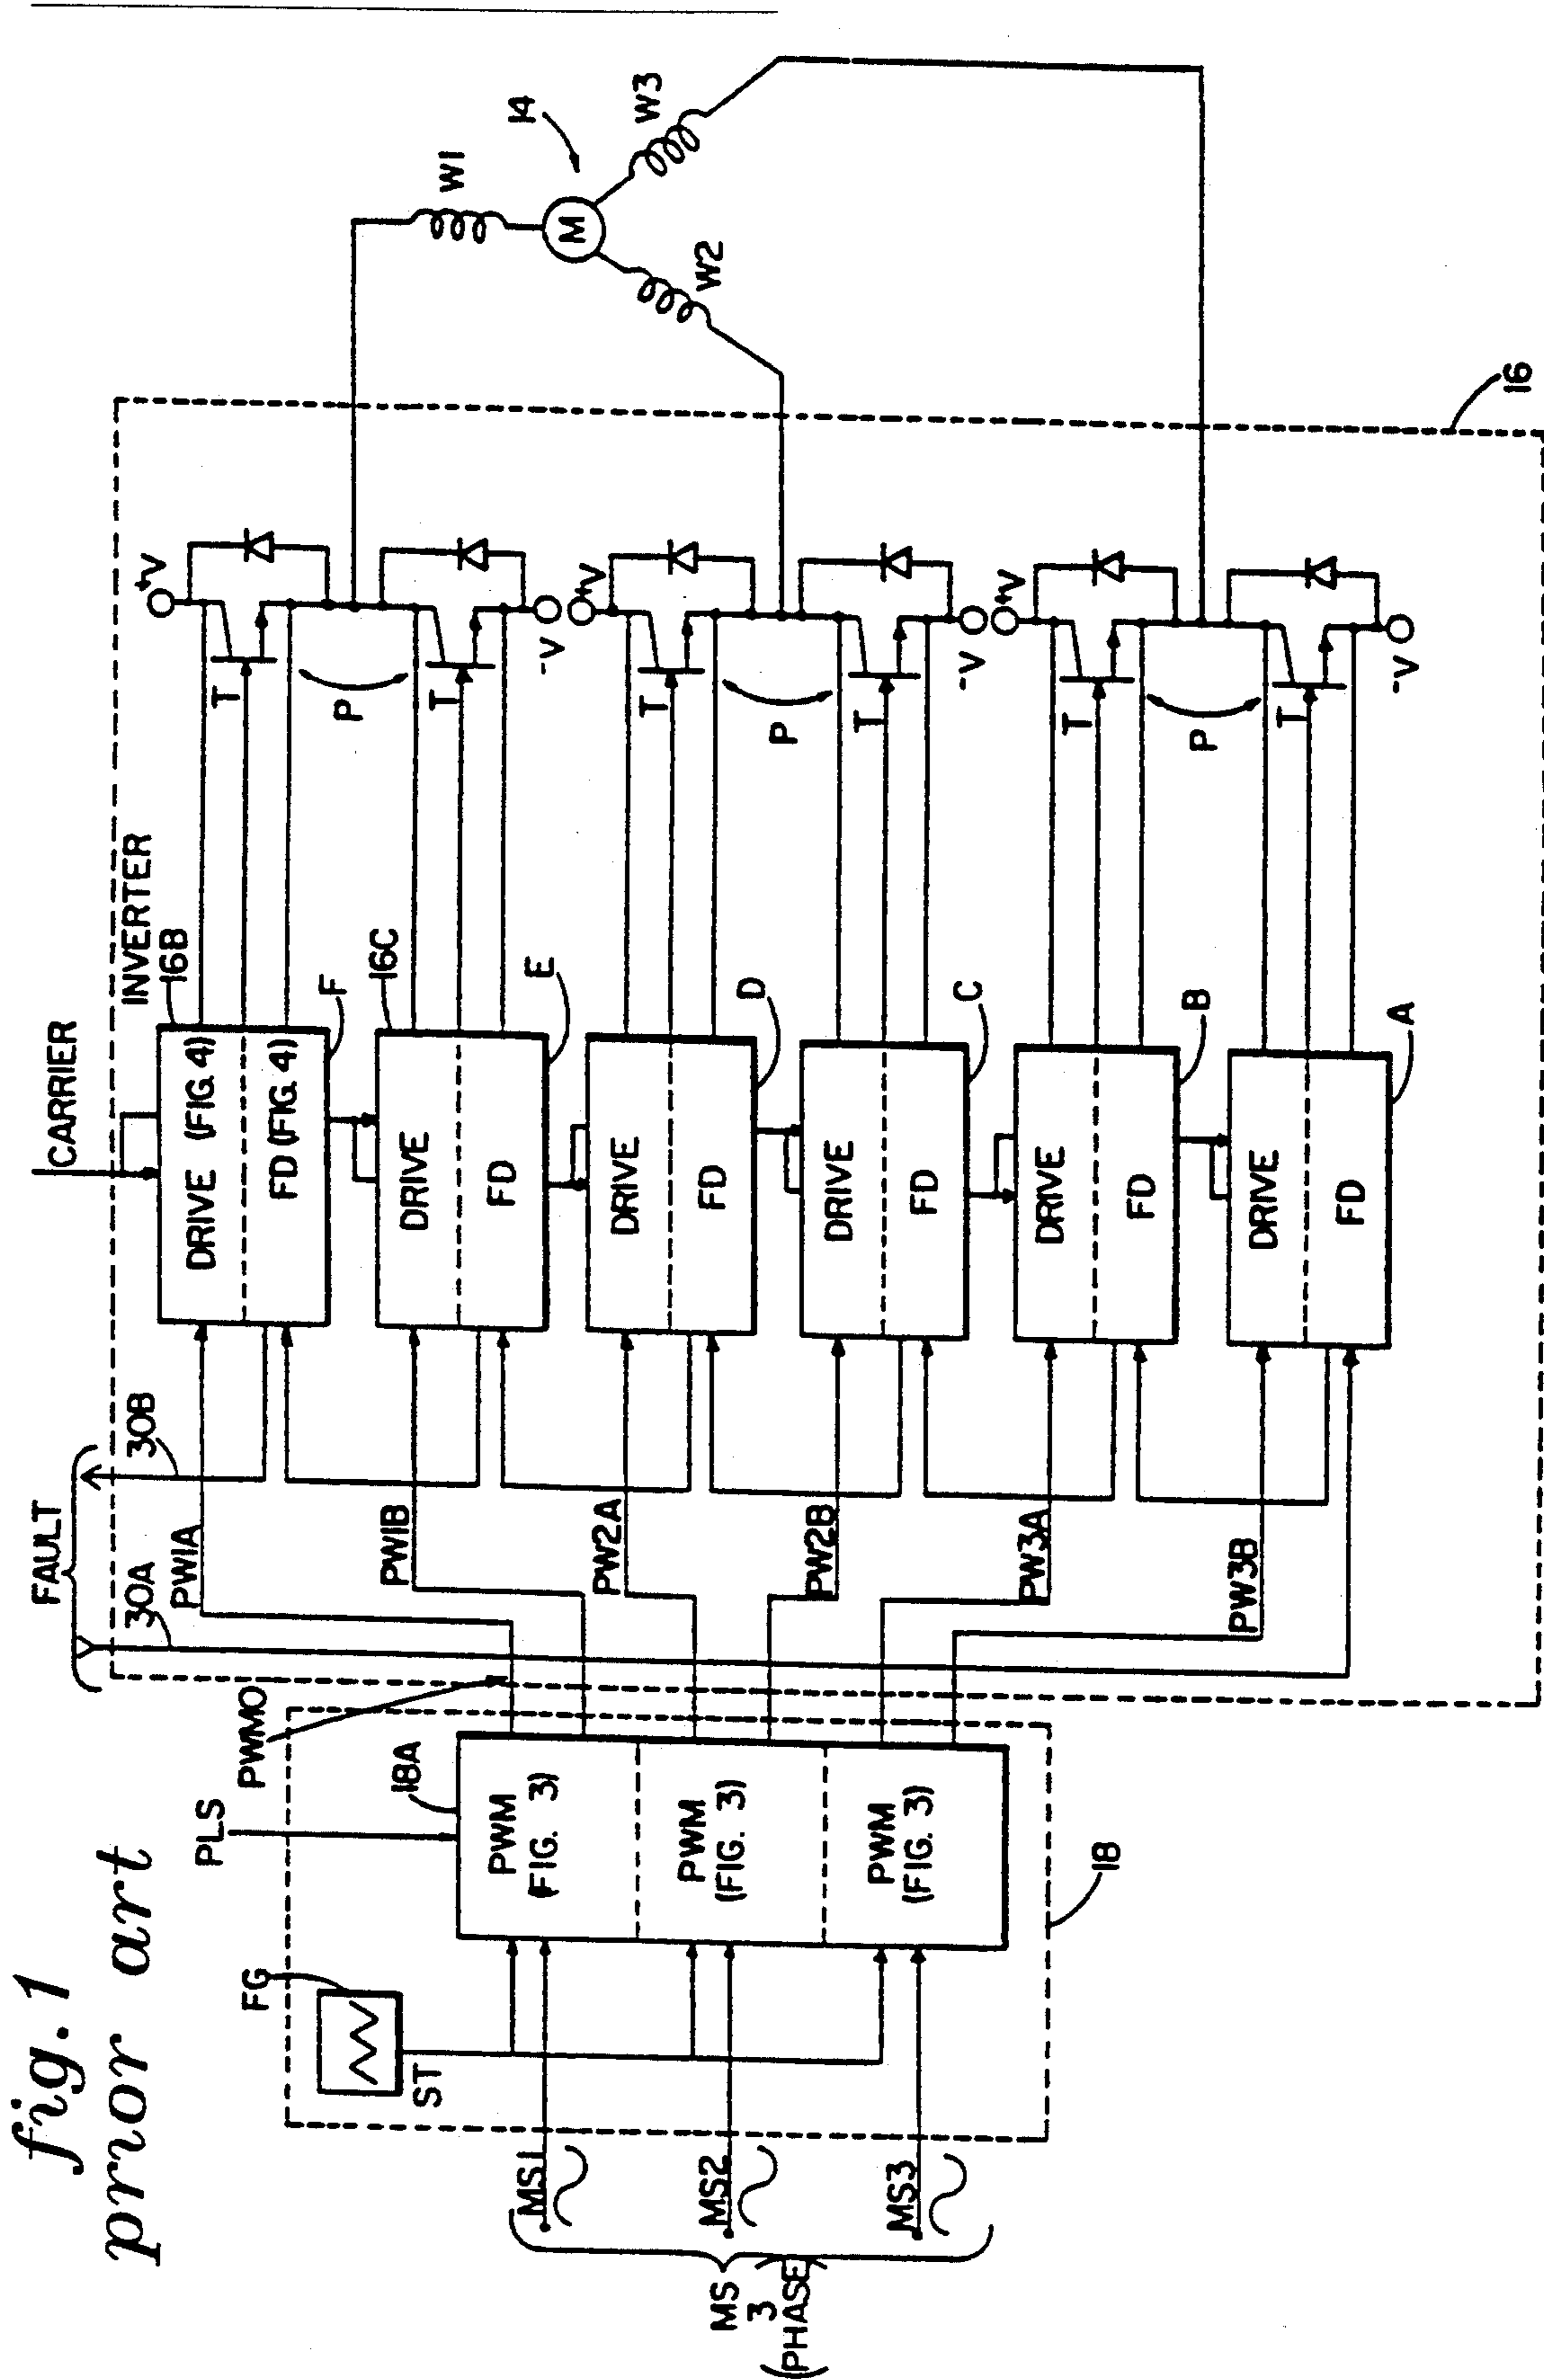 fig. 1
prior art
MS
3
(PHASE)
MS1
MS2
MS3
FG
ST
PLS
18A
PWM
(FIG. 3)
PWM
(FIG. 3)
PWM
(FIG. 3)
18
PWMO
FAULT
30A
30B
PW1A
PW1B
PW2A
PW2B
PW3A
PW3B
CARRIER
INVERTER
16B
DRIVE (FIG. 4)
FD (FIG. 4)
F
16C
DRIVE
FD
E
DRIVE
FD
D
DRIVE
FD
C
DRIVE
FD
B
DRIVE
FD
A
+V
T
P
T
-V
+V
T
P
T
-V
+V
T
P
T
-V
16
W1
W2
W3
M
14